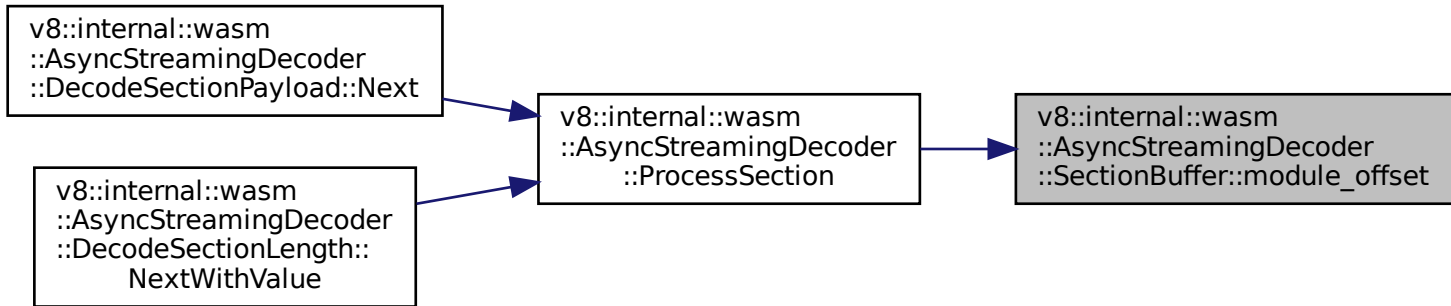 v8::internal::wasm
::AsyncStreamingDecoder
::DecodeSectionPayload::Next
v8::internal::wasm
::AsyncStreamingDecoder
::DecodeSectionLength::
NextWithValue
v8::internal::wasm
::AsyncStreamingDecoder
::ProcessSection
v8::internal::wasm
::AsyncStreamingDecoder
::SectionBuffer::module_offset